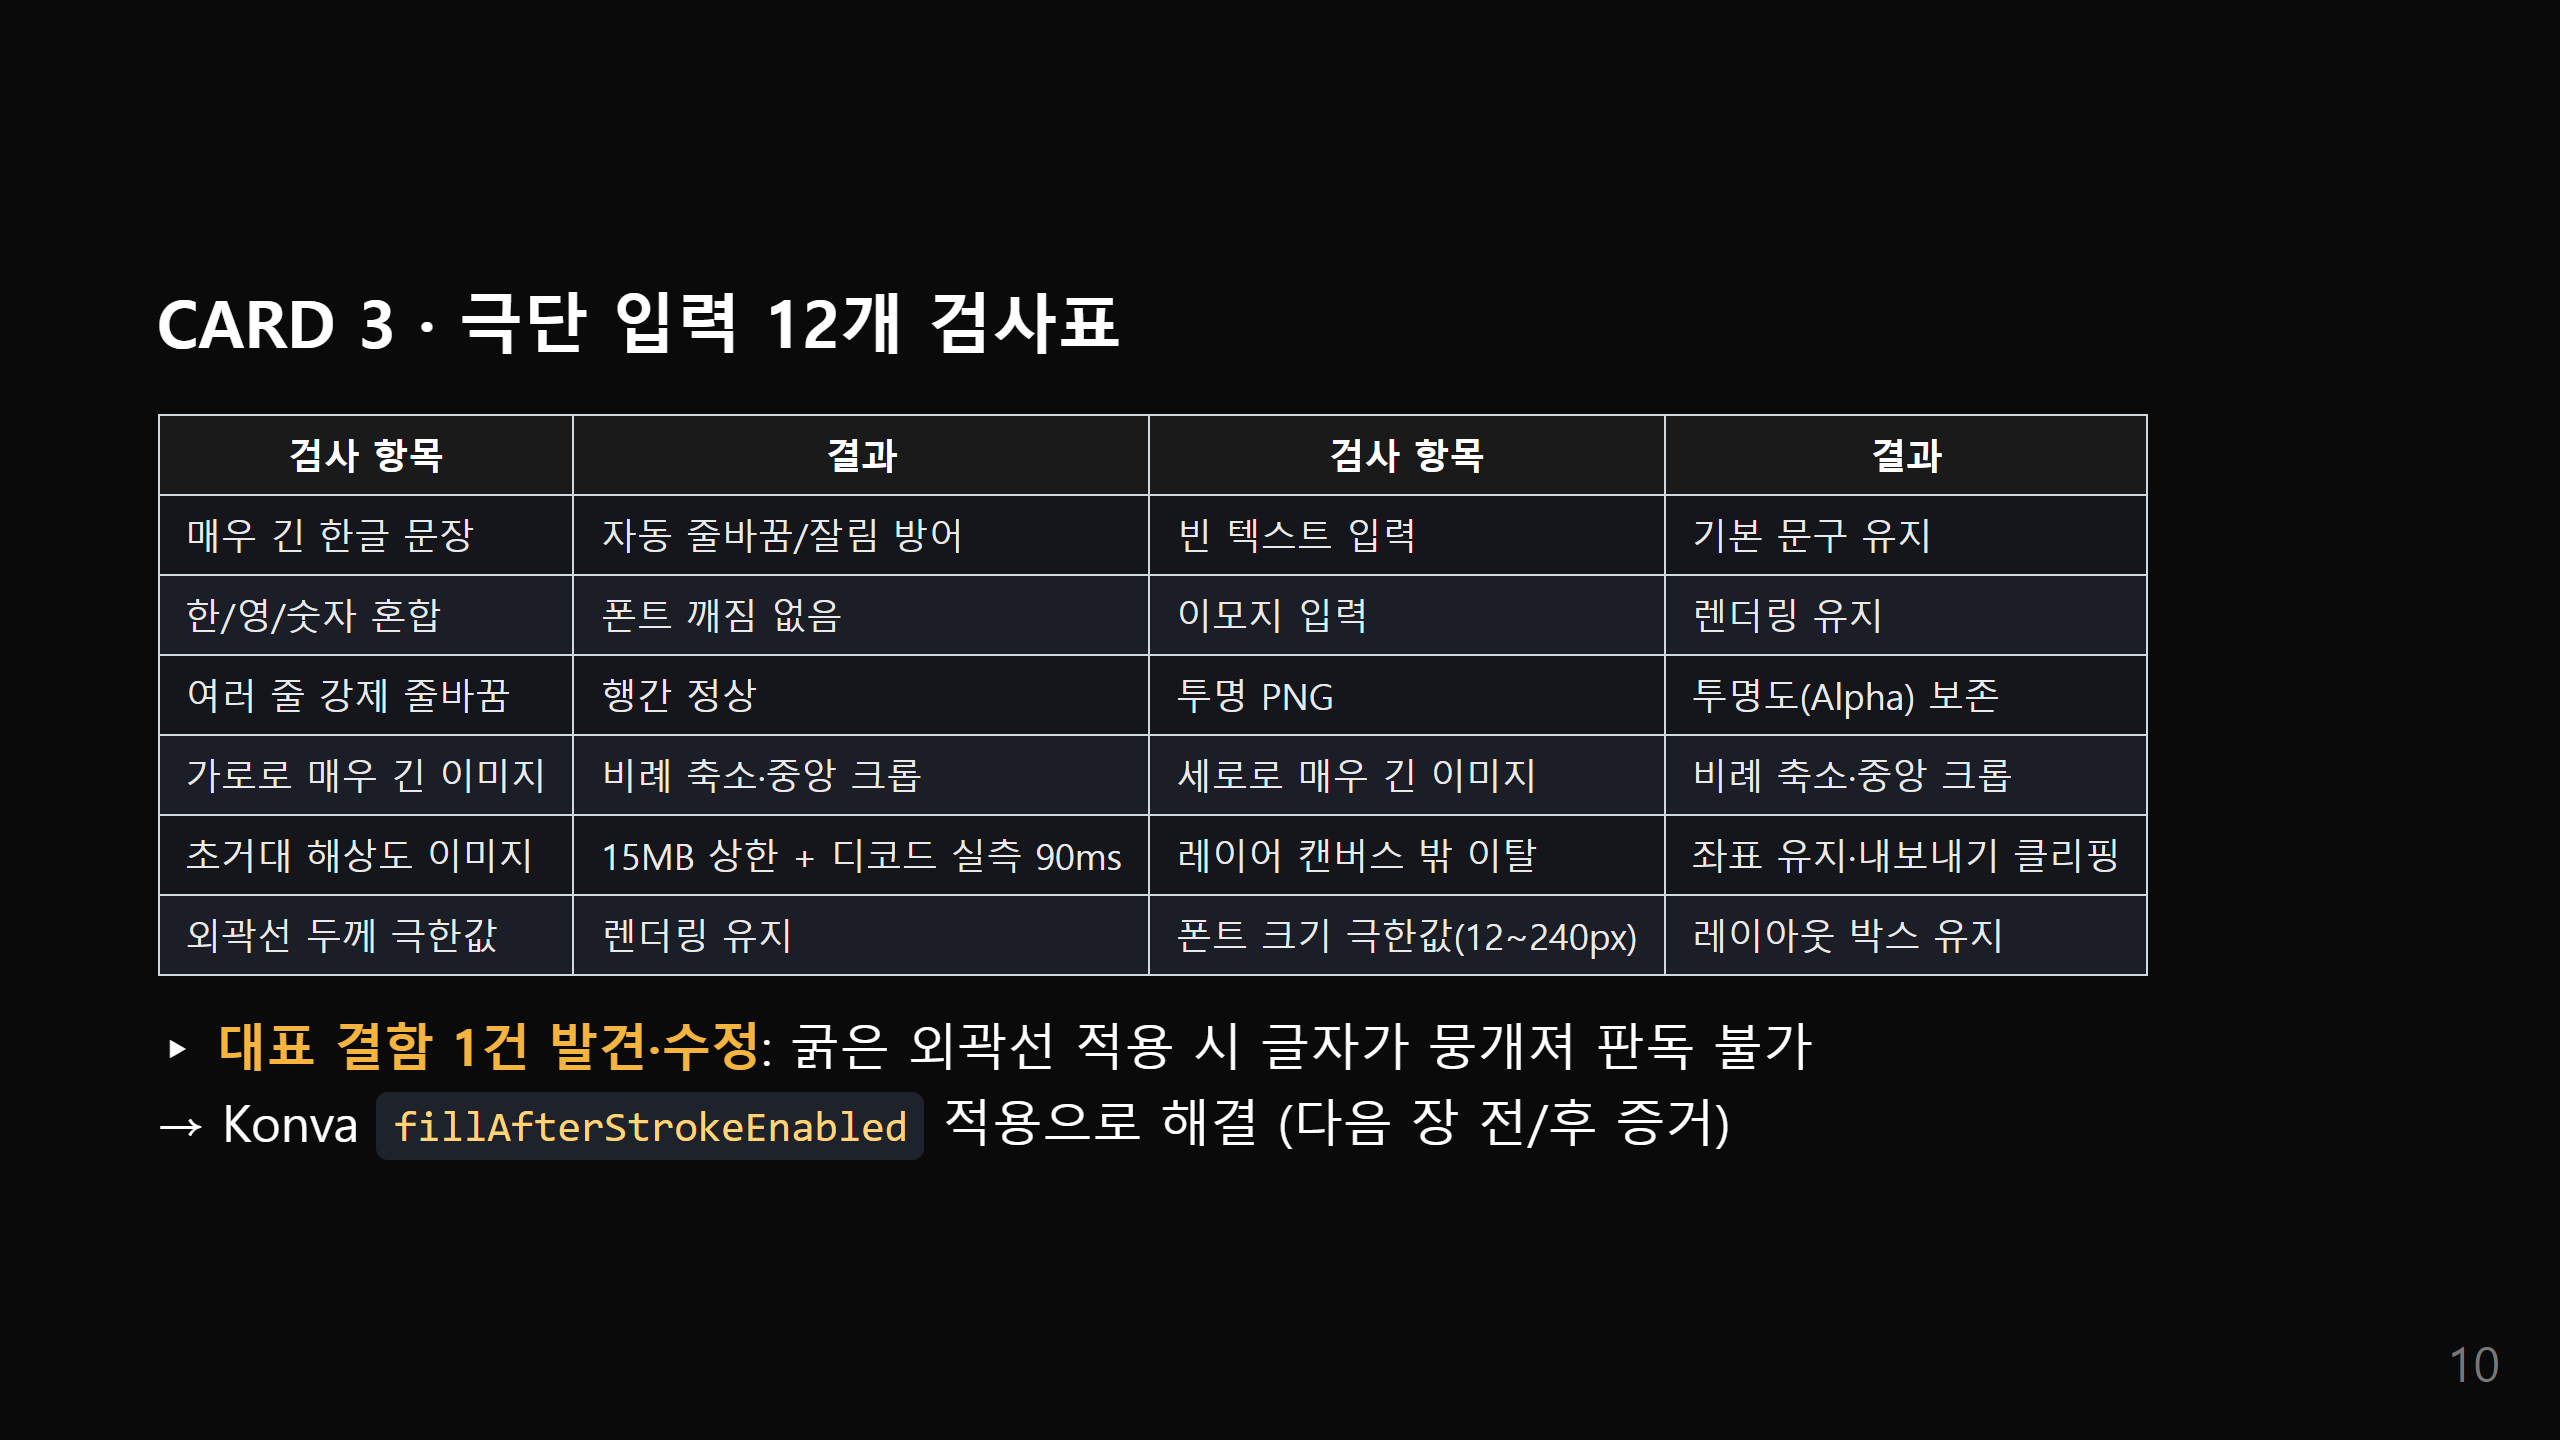 CARD 3 · 극단 입력 12개 검사표
검사 항목 결과 검사 항목 결과
매우 긴 한글 문장 자동 줄바꿈/잘림 방어 빈 텍스트 입력 기본 문구 유지
한/영/숫자 혼합 폰트 깨짐 없음 이모지 입력 렌더링 유지
여러 줄 강제 줄바꿈 행간 정상 투명 PNG 투명도(Alpha) 보존
가로로 매우 긴 이미지 비례 축소·중앙 크롭 세로로 매우 긴 이미지 비례 축소·중앙 크롭
초거대 해상도 이미지 15MB 상한 + 디코드 실측 90ms 레이어 캔버스 밖 이탈 좌표 유지·내보내기 클리핑
외곽선 두께 극한값 렌더링 유지 폰트 크기 극한값(12~240px) 레이아웃 박스 유지
▸ 대표 결함 1건 발견·수정: 굵은 외곽선 적용 시 글자가 뭉개져 판독 불가
→ Konva fillAfterStrokeEnabled 적용으로 해결 (다음 장 전/후 증거)
10